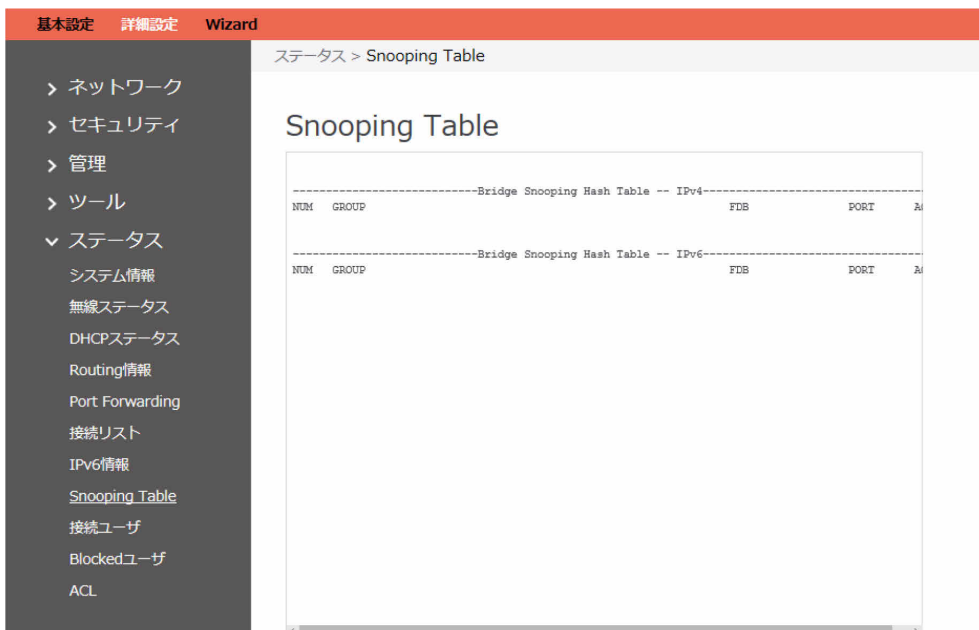 基本設定 詳細設定 Wizard
ステータス > Snooping Table
ネットワーク
セキュリティ
管理
ツール
ステータス
システム情報
無線ステータス
DHCPステータス
Routing情報
Port Forwarding
接続リスト
IPv6情報
Snooping Table
接続ユーザ
Blockedユーザ
ACL
Snooping Table
----------------------------Bridge Snooping Hash Table -- IPv4---------------------------------
NUM GROUP FDB PORT
----------------------------Bridge Snooping Hash Table -- IPv6---------------------------------
NUM GROUP FDB PORT